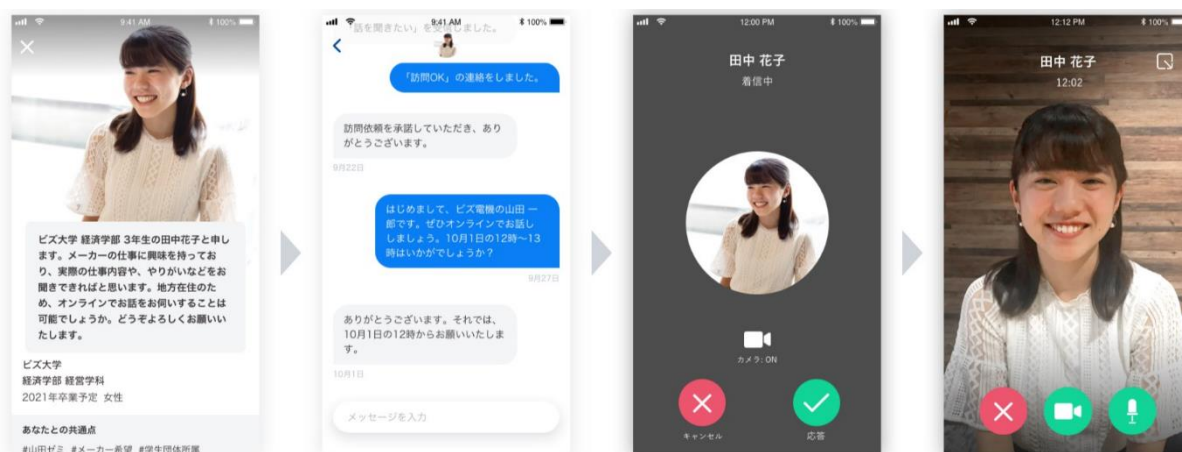 9:41 AM
100%
ビズ大学 経済学部 3年生の田中花子と申し
ます。メーカーの仕事に興味を持ってお
り、実際の仕事内容や、やりがいなどをお
聞きできればと思います。地方在住のた
め、オンラインでお話をお伺いすることは
可能でしょうか。どうぞよろしくお願いい
たします。
ビズ大学
経済学部 経営学科
2021年卒業予定 女性
あなたとの共通点
#山田ゼミ #メーカー希望 #学生団体所属
9:41 AM
100%
「話を聞きたい」を受信しました。
「訪問OK」の連絡をしました。
訪問依頼を承諾していただき、あり
がとうございます。
9月22日
はじめまして、ビズ電機の山田 一
郎です。ぜひオンラインでお話し
しましょう。10月1日の12時〜13
時はいかがでしょうか？
9月27日
ありがとうございます。それでは、
10月1日の12時からお願いいたしま
す。
10月1日
メッセージを入力
12:00 PM
100%
田中 花子
着信中
カメラ: ON
キャンセル
応答
12:12 PM
100%
田中 花子
12:02